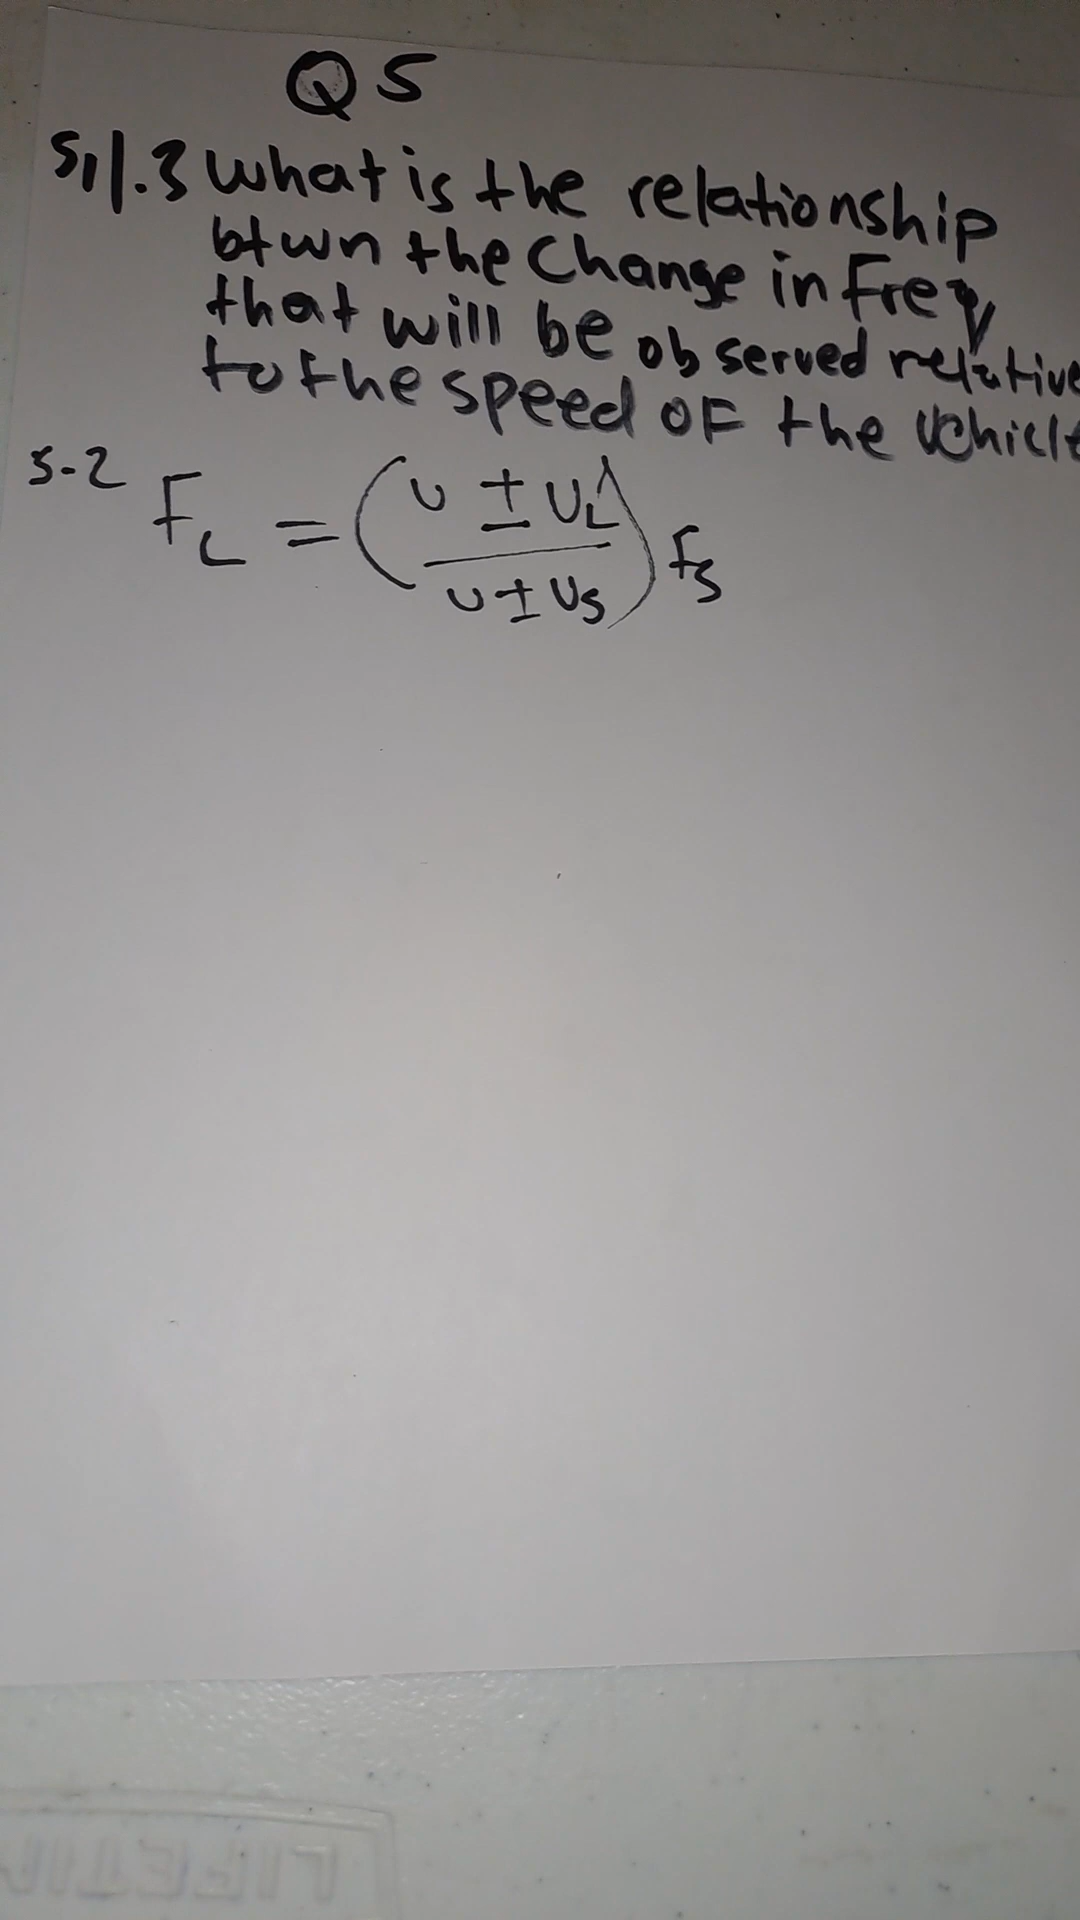 Q5
5.1.3 what is the relationship
btwn the change in Freq
that will be observed relative
to the speed of the vehicle
5-2 FL = (v ± vL / v ± vs) Fs
LIFETIM